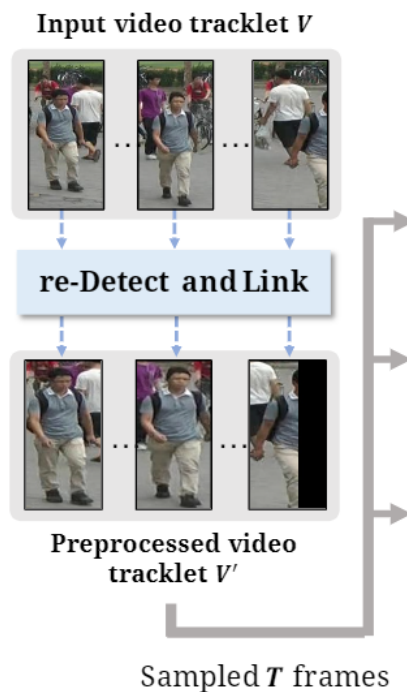 Input video tracklet V
...
...
re-Detect and Link
...
...
Preprocessed video
tracklet V'
Sampled T frames